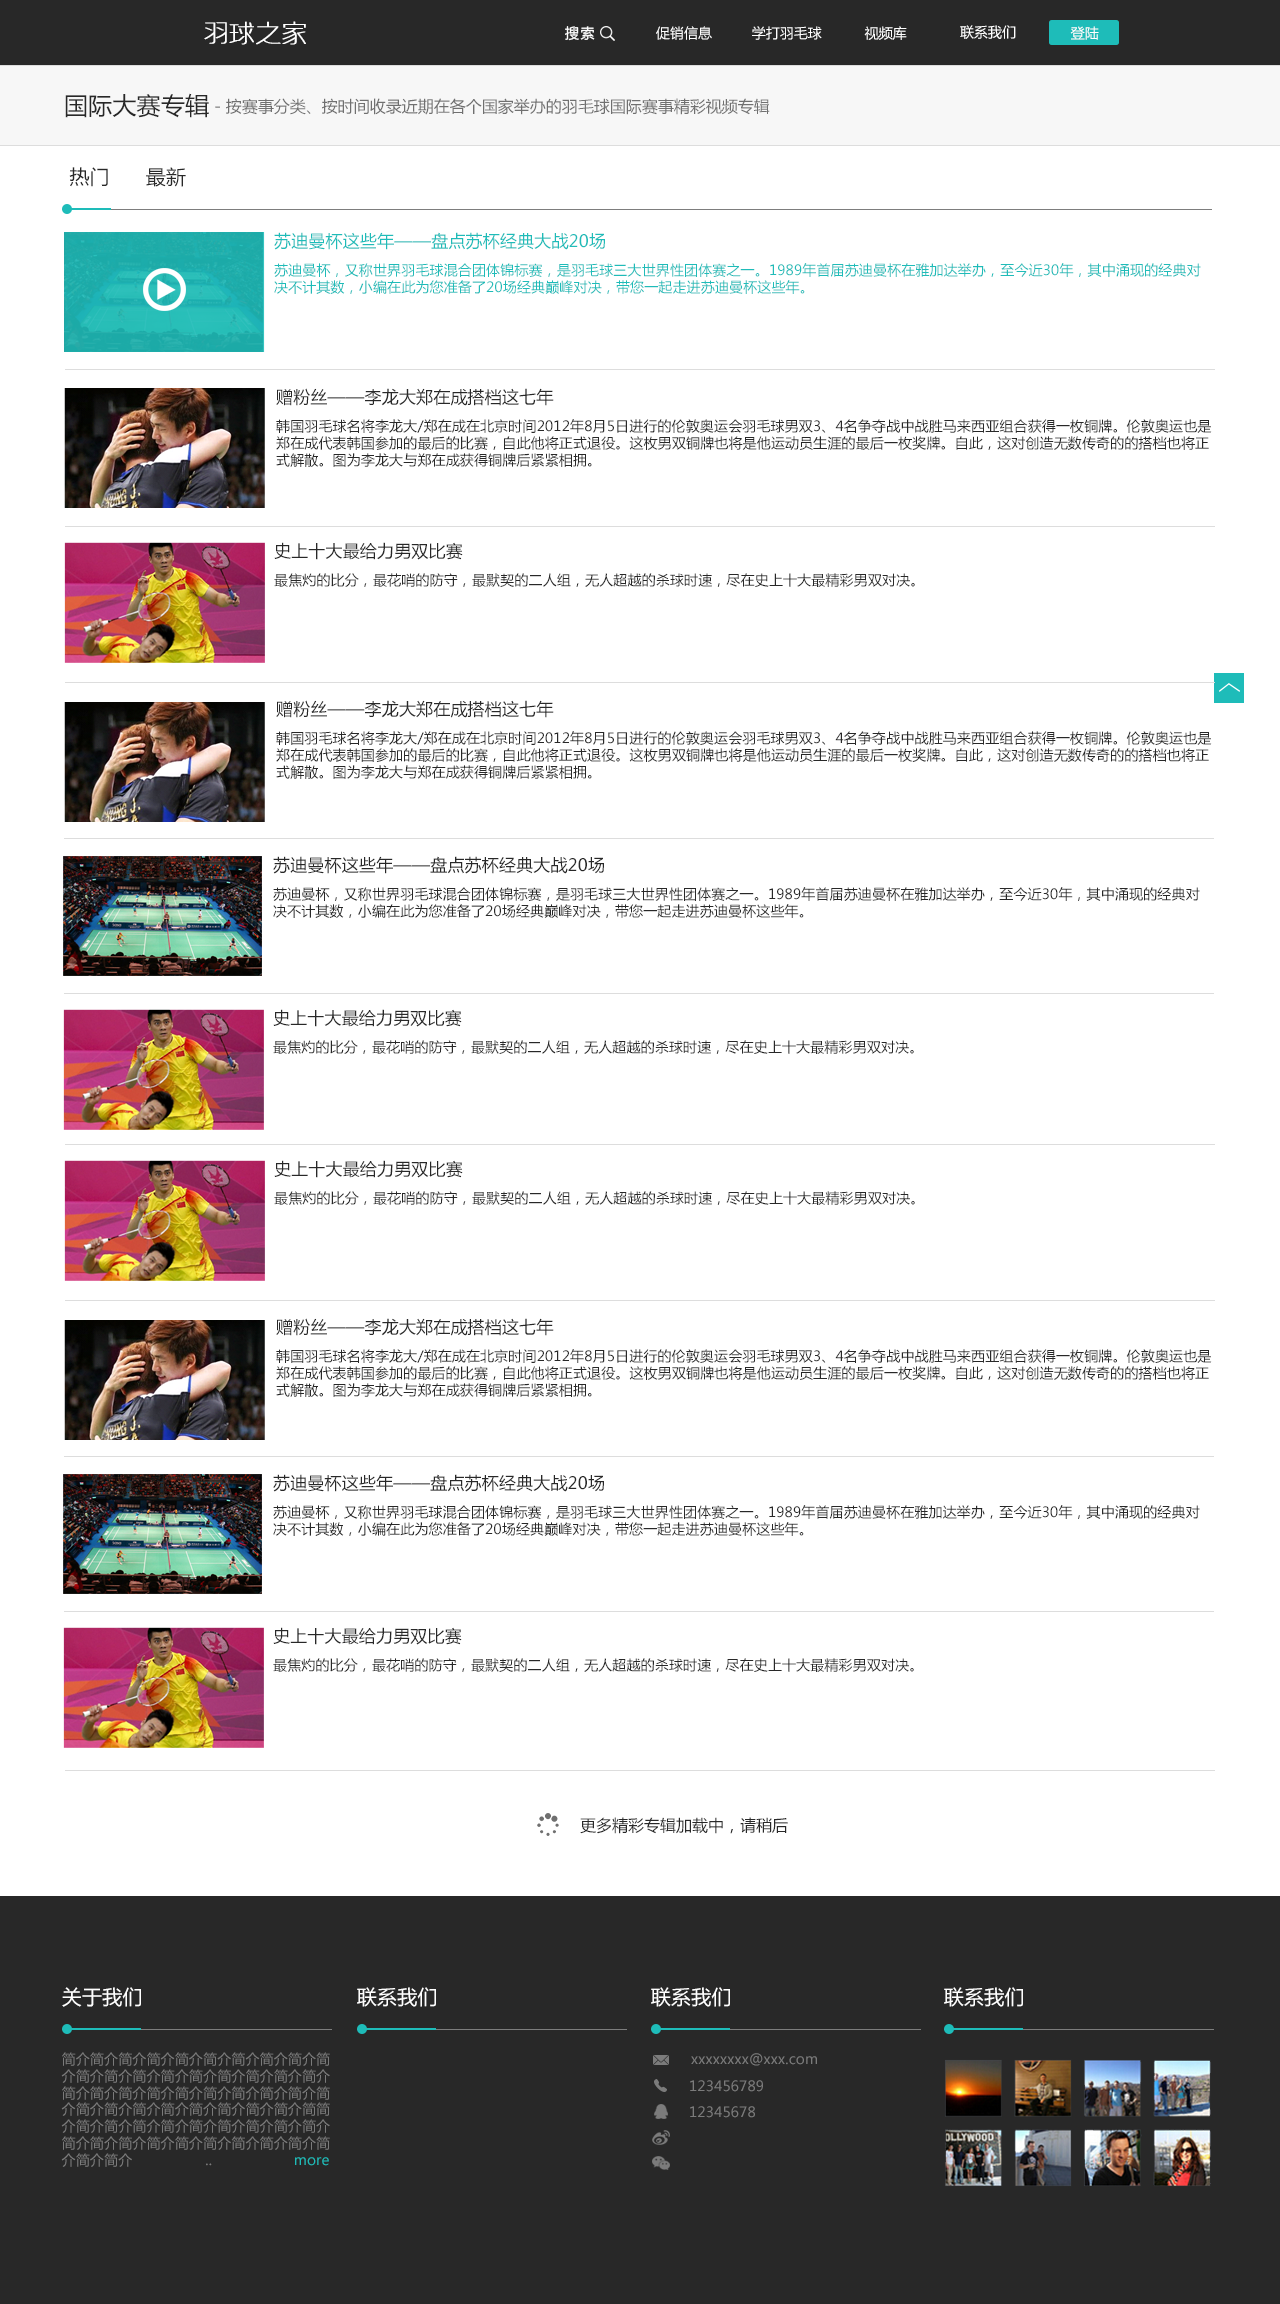 羽球之家
搜索
促销信息
学打羽毛球
视频库
联系我们
登陆
国际大赛专辑 - 按赛事分类、按时间收录近期在各个国家举办的羽毛球国际赛事精彩视频专辑
热门
最新
苏迪曼杯这些年——盘点苏杯经典大战20场
苏迪曼杯，又称世界羽毛球混合团体锦标赛，是羽毛球三大世界性团体赛之一。1989年首届苏迪曼杯在雅加达举办，至今近30年，其中涌现的经典对
决不计其数，小编在此为您准备了20场经典巅峰对决，带您一起走进苏迪曼杯这些年。
赠粉丝——李龙大郑在成搭档这七年
韩国羽毛球名将李龙大/郑在成在北京时间2012年8月5日进行的伦敦奥运会羽毛球男双3、4名争夺战中战胜马来西亚组合获得一枚铜牌。伦敦奥运也是
郑在成代表韩国参加的最后的比赛，自此他将正式退役。这枚男双铜牌也将是他运动员生涯的最后一枚奖牌。自此，这对创造无数传奇的的搭档也将正
式解散。图为李龙大与郑在成获得铜牌后紧紧相拥。
史上十大最给力男双比赛
最焦灼的比分，最花哨的防守，最默契的二人组，无人超越的杀球时速，尽在史上十大最精彩男双对决。
赠粉丝——李龙大郑在成搭档这七年
韩国羽毛球名将李龙大/郑在成在北京时间2012年8月5日进行的伦敦奥运会羽毛球男双3、4名争夺战中战胜马来西亚组合获得一枚铜牌。伦敦奥运也是
郑在成代表韩国参加的最后的比赛，自此他将正式退役。这枚男双铜牌也将是他运动员生涯的最后一枚奖牌。自此，这对创造无数传奇的的搭档也将正
式解散。图为李龙大与郑在成获得铜牌后紧紧相拥。
苏迪曼杯这些年——盘点苏杯经典大战20场
苏迪曼杯，又称世界羽毛球混合团体锦标赛，是羽毛球三大世界性团体赛之一。1989年首届苏迪曼杯在雅加达举办，至今近30年，其中涌现的经典对
决不计其数，小编在此为您准备了20场经典巅峰对决，带您一起走进苏迪曼杯这些年。
史上十大最给力男双比赛
最焦灼的比分，最花哨的防守，最默契的二人组，无人超越的杀球时速，尽在史上十大最精彩男双对决。
史上十大最给力男双比赛
最焦灼的比分，最花哨的防守，最默契的二人组，无人超越的杀球时速，尽在史上十大最精彩男双对决。
赠粉丝——李龙大郑在成搭档这七年
韩国羽毛球名将李龙大/郑在成在北京时间2012年8月5日进行的伦敦奥运会羽毛球男双3、4名争夺战中战胜马来西亚组合获得一枚铜牌。伦敦奥运也是
郑在成代表韩国参加的最后的比赛，自此他将正式退役。这枚男双铜牌也将是他运动员生涯的最后一枚奖牌。自此，这对创造无数传奇的的搭档也将正
式解散。图为李龙大与郑在成获得铜牌后紧紧相拥。
苏迪曼杯这些年——盘点苏杯经典大战20场
苏迪曼杯，又称世界羽毛球混合团体锦标赛，是羽毛球三大世界性团体赛之一。1989年首届苏迪曼杯在雅加达举办，至今近30年，其中涌现的经典对
决不计其数，小编在此为您准备了20场经典巅峰对决，带您一起走进苏迪曼杯这些年。
史上十大最给力男双比赛
最焦灼的比分，最花哨的防守，最默契的二人组，无人超越的杀球时速，尽在史上十大最精彩男双对决。
更多精彩专辑加载中，请稍后
关于我们
简介简介简介简介简介简介简介简介简介简
介简介简介简介简介简介简介简介简介简介
简介简介简介简介简介简介简介简介简介简
介简介简介简介简介简介简介简介简介简简
介简介简介简介简介简介简介简介简介简介
简介简介简介简介简介简介简介简介简介简
介简介简介 .. more
联系我们
联系我们
xxxxxxxx@xxx.com
123456789
12345678
联系我们
OLLYWOOD